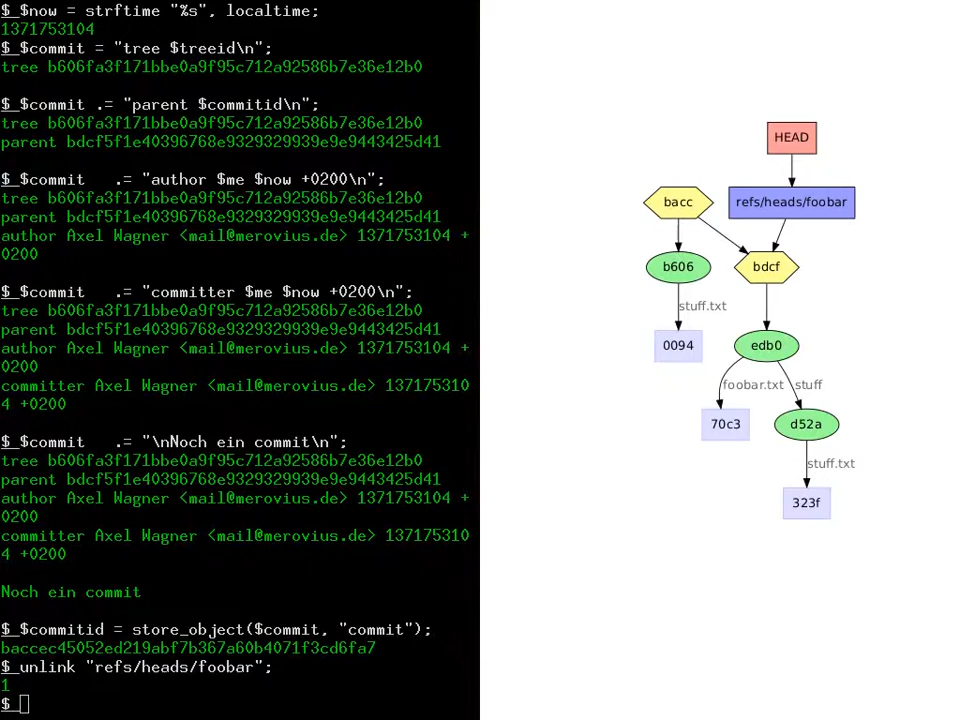 $ $now = strftime "%s", localtime;
1371753104
$ $commit = "tree $treeid\n";
tree b606fa3f171bbe0a9f95c712a92586b7e36e12b0
$ $commit .= "parent $commitid\n";
tree b606fa3f171bbe0a9f95c712a92586b7e36e12b0
parent bdcf5f1e40396768e9329329939e9e9443425d41
$ $commit   .= "author $me $now +0200\n";
tree b606fa3f171bbe0a9f95c712a92586b7e36e12b0
parent bdcf5f1e40396768e9329329939e9e9443425d41
author Axel Wagner <mail@merovius.de> 1371753104 +
0200
$ $commit   .= "committer $me $now +0200\n";
tree b606fa3f171bbe0a9f95c712a92586b7e36e12b0
parent bdcf5f1e40396768e9329329939e9e9443425d41
author Axel Wagner <mail@merovius.de> 1371753104 +
0200
committer Axel Wagner <mail@merovius.de> 137175310
4 +0200
$ $commit   .= "\nNoch ein commit\n";
tree b606fa3f171bbe0a9f95c712a92586b7e36e12b0
parent bdcf5f1e40396768e9329329939e9e9443425d41
author Axel Wagner <mail@merovius.de> 1371753104 +
0200
committer Axel Wagner <mail@merovius.de> 137175310
4 +0200
Noch ein commit
$ $commitid = store_object($commit, "commit");
baccec45052ed219abf7b367a60b4071f3cd6fa7
$ unlink "refs/heads/foobar";
1
$
HEAD
bacc
refs/heads/foobar
b606
bdcf
stuff.txt
0094
edb0
foobar.txt
stuff
70c3
d52a
stuff.txt
323f